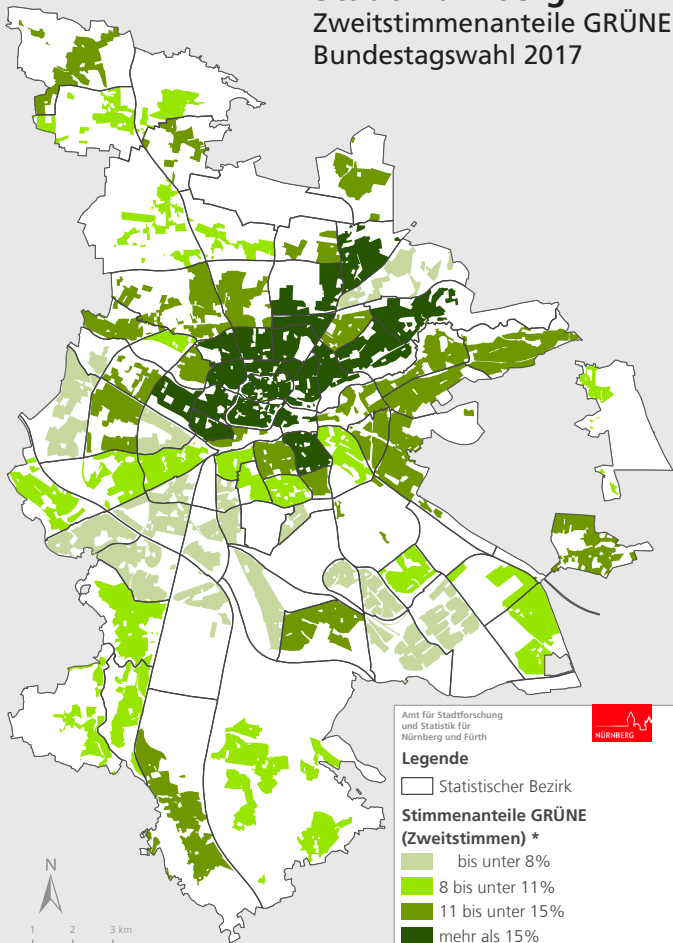 Zweitstimmenanteile GRÜNE
Bundestagswahl 2017
Amt für Stadtforschung
und Statistik für
Nürnberg und Fürth
NÜRNBERG
Legende
Statistischer Bezirk
Stimmenanteile GRÜNE
(Zweitstimmen) *
bis unter 8%
8 bis unter 11%
11 bis unter 15%
mehr als 15%
N
1 2 3 km